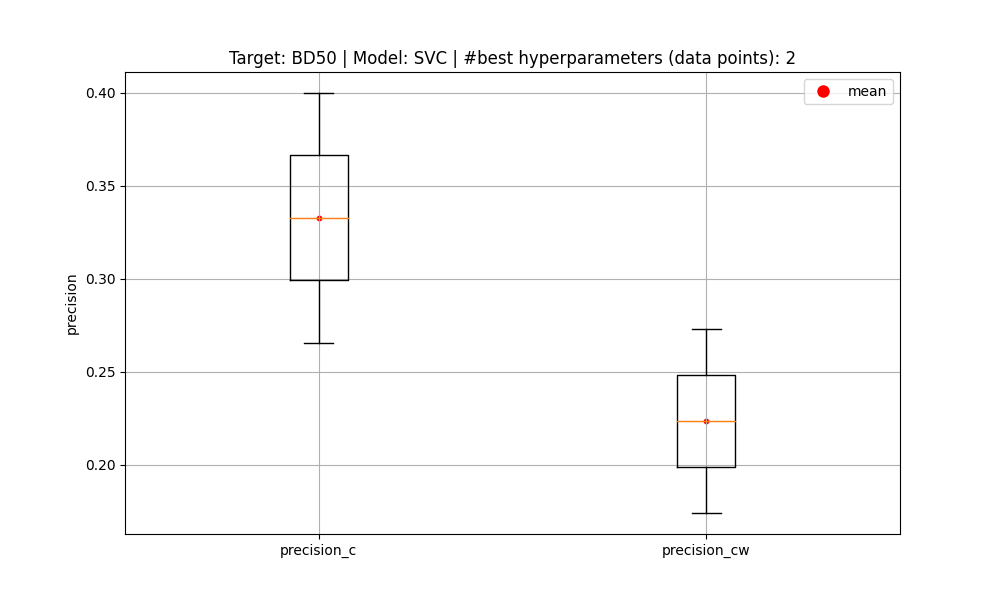 Target: BD50 | Model: SVC | #best hyperparameters (data points): 2
mean
0.40
0.35
0.30
0.25
0.20
precision
precision_c
precision_cw